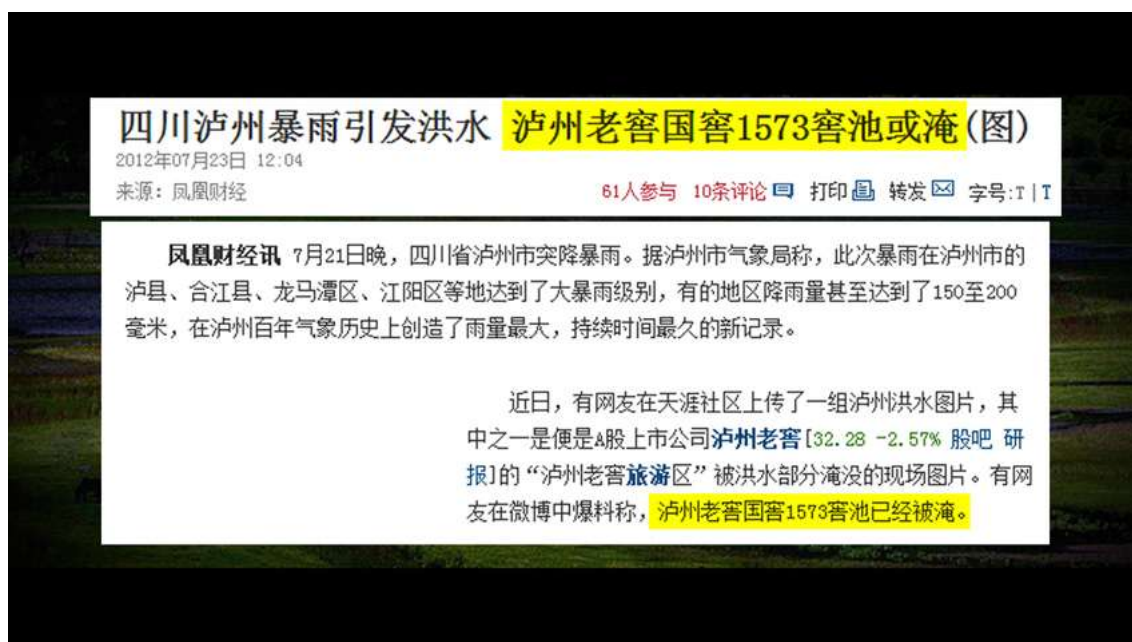 四川泸州暴雨引发洪水 泸州老窖国窖1573窖池或淹(图)
2012年07月23日 12:04
来源：凤凰财经 61人参与 10条评论 打印 转发 字号:T|T
凤凰财经讯 7月21日晚，四川省泸州市突降暴雨。据泸州市气象局称，此次暴雨在泸州市的
泸县、合江县、龙马潭区、江阳区等地达到了大暴雨级别，有的地区降雨量甚至达到了150至200
毫米，在泸州百年气象历史上创造了雨量最大，持续时间最久的新记录。
近日，有网友在天涯社区上传了一组泸州洪水图片，其
中之一是便是A股上市公司泸州老窖[32.28 -2.57% 股吧 研
报]的“泸州老窖旅游区”被洪水部分淹没的现场图片。有网
友在微博中爆料称，泸州老窖国窖1573窖池已经被淹。